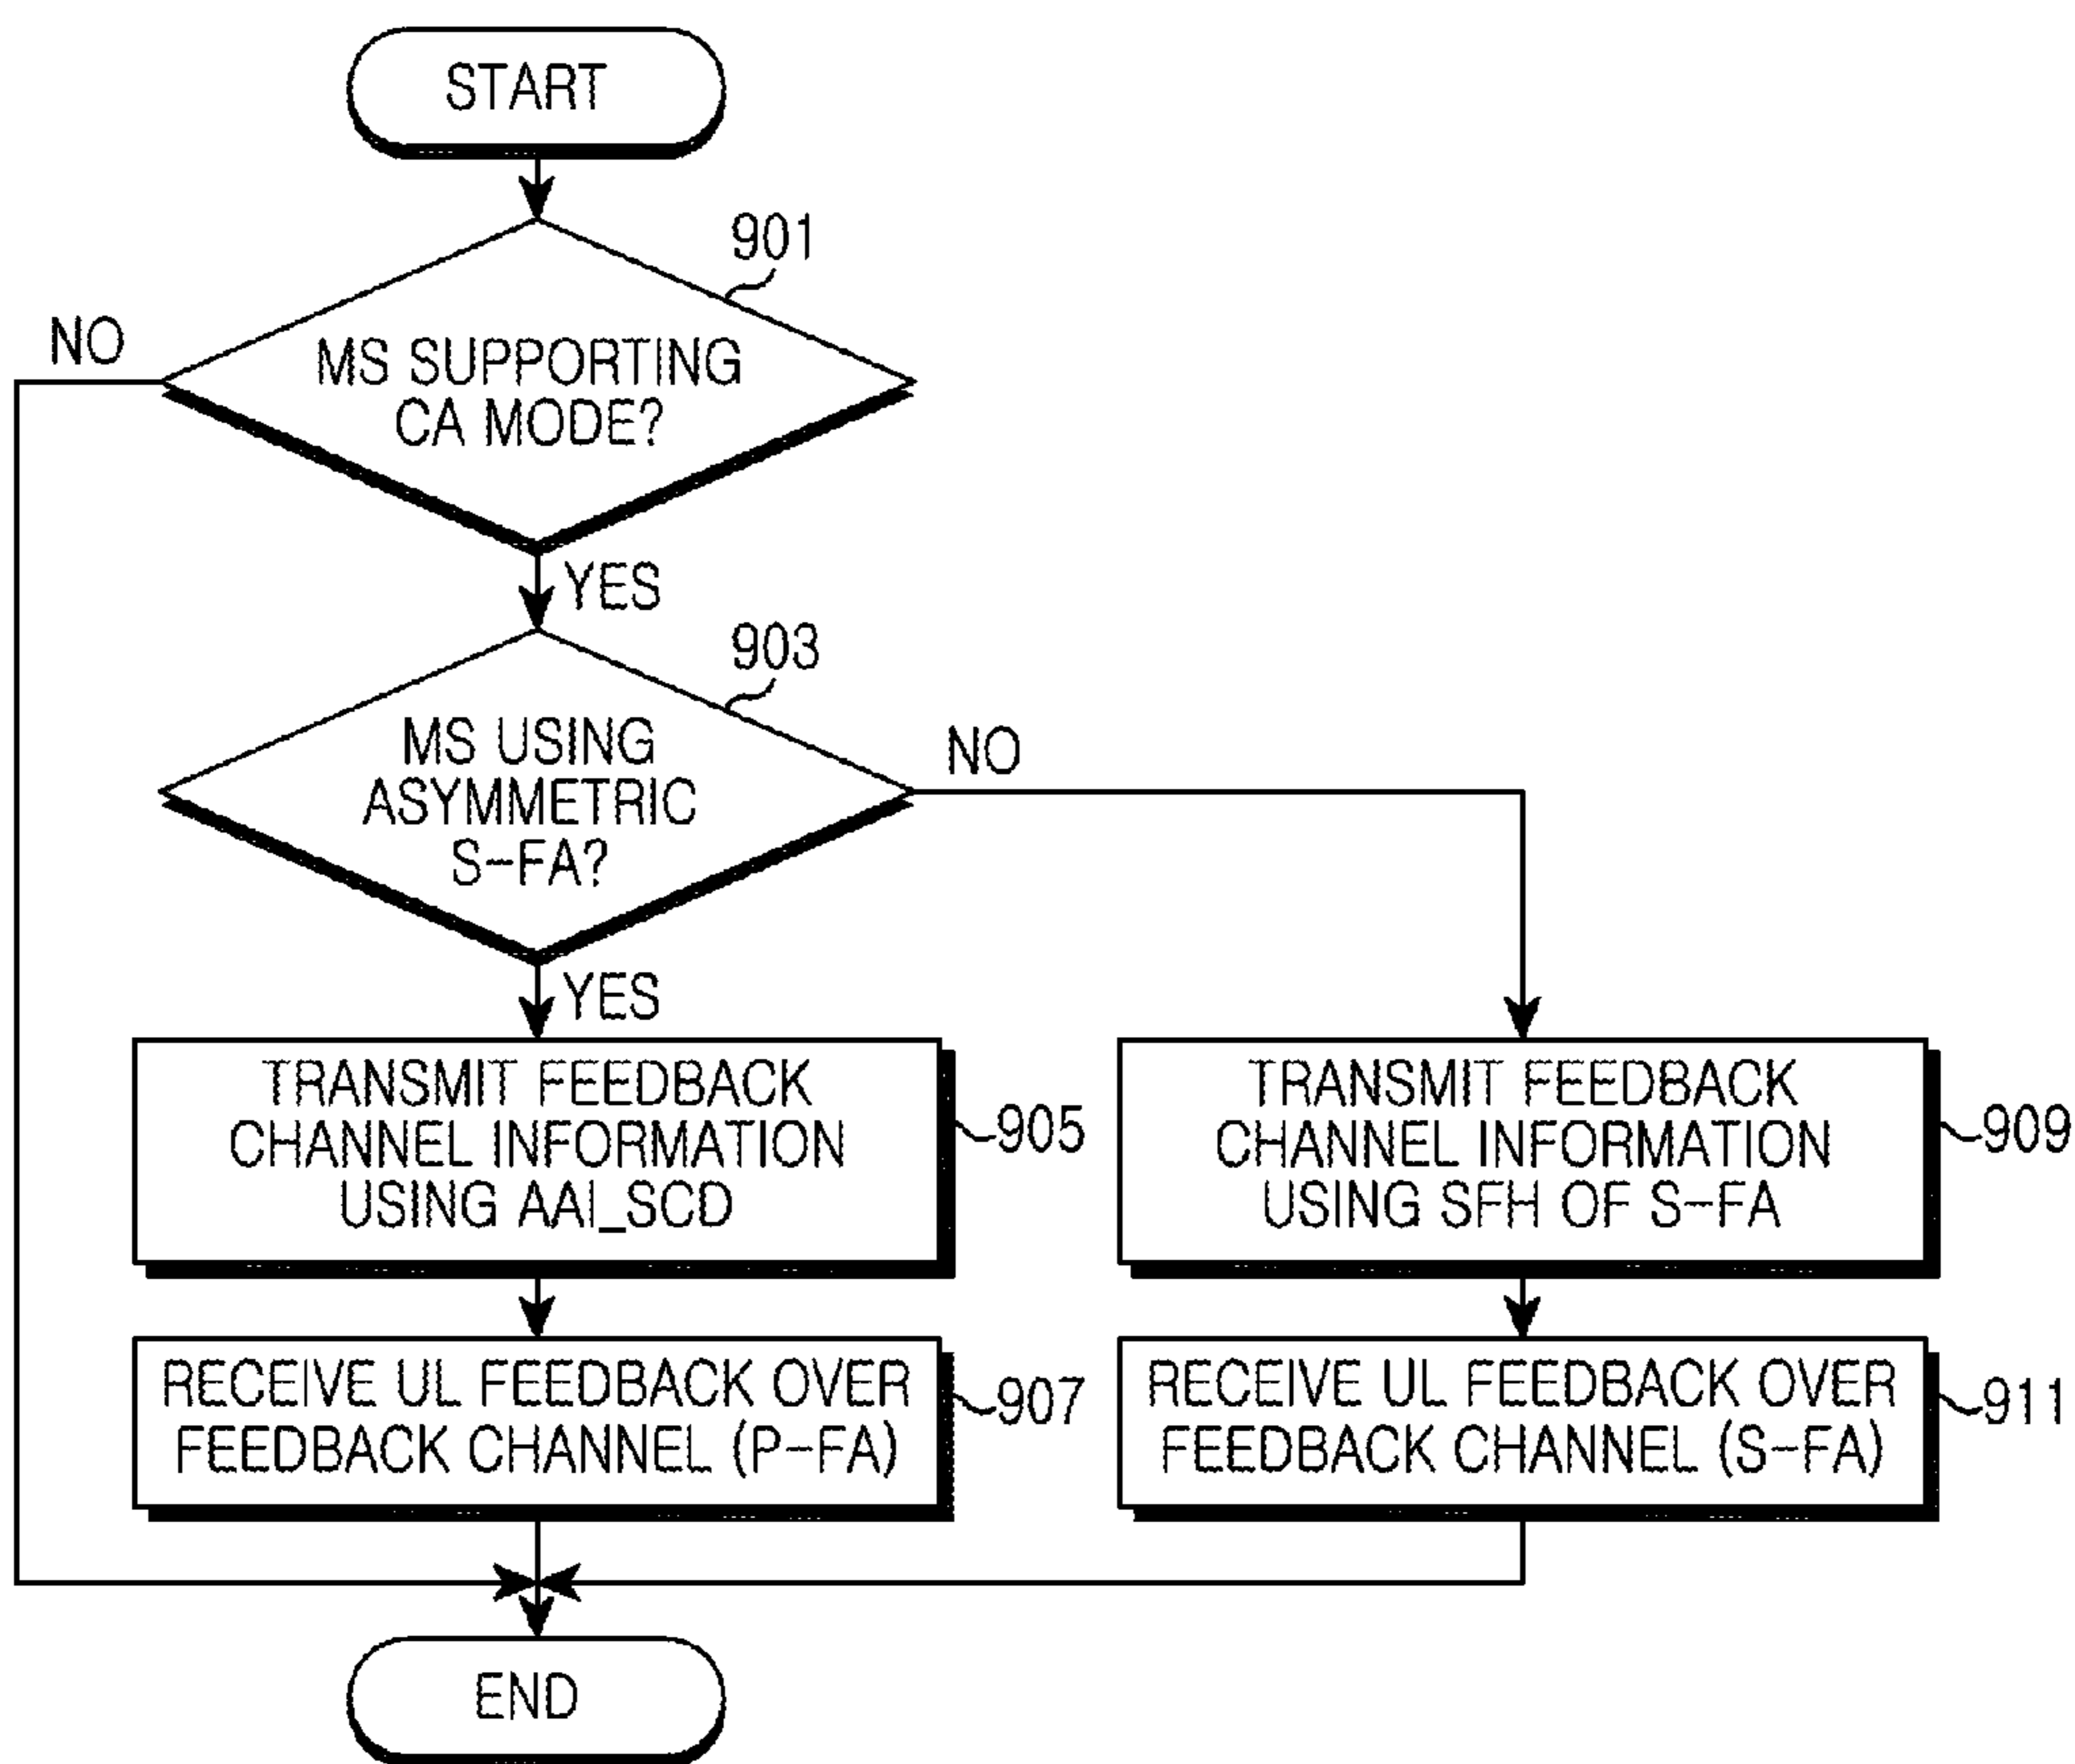 START
901
NO
MS SUPPORTING
CA MODE?
YES
903
MS USING
ASYMMETRIC
S-FA?
NO
YES
TRANSMIT FEEDBACK
CHANNEL INFORMATION
USING AAI_SCD
905
TRANSMIT FEEDBACK
CHANNEL INFORMATION
USING SFH OF S-FA
909
RECEIVE UL FEEDBACK OVER
FEEDBACK CHANNEL (P-FA)
907
RECEIVE UL FEEDBACK OVER
FEEDBACK CHANNEL (S-FA)
911
END